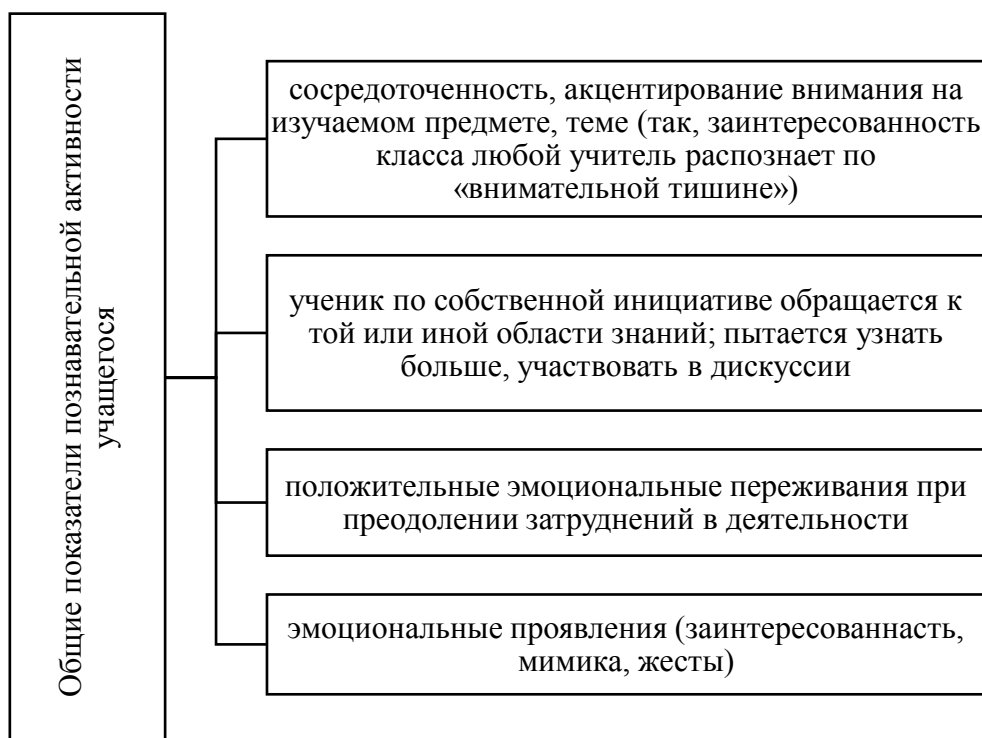 Общие показатели познавательной активности
учащегося
сосредоточенность, акцентирование внимания на
изучаемом предмете, теме (так, заинтересованность
класса любой учитель распознает по
«внимательной тишине»)
ученик по собственной инициативе обращается к
той или иной области знаний; пытается узнать
больше, участвовать в дискуссии
положительные эмоциональные переживания при
преодолении затруднений в деятельности
эмоциональные проявления (заинтересованнасть,
мимика, жесты)